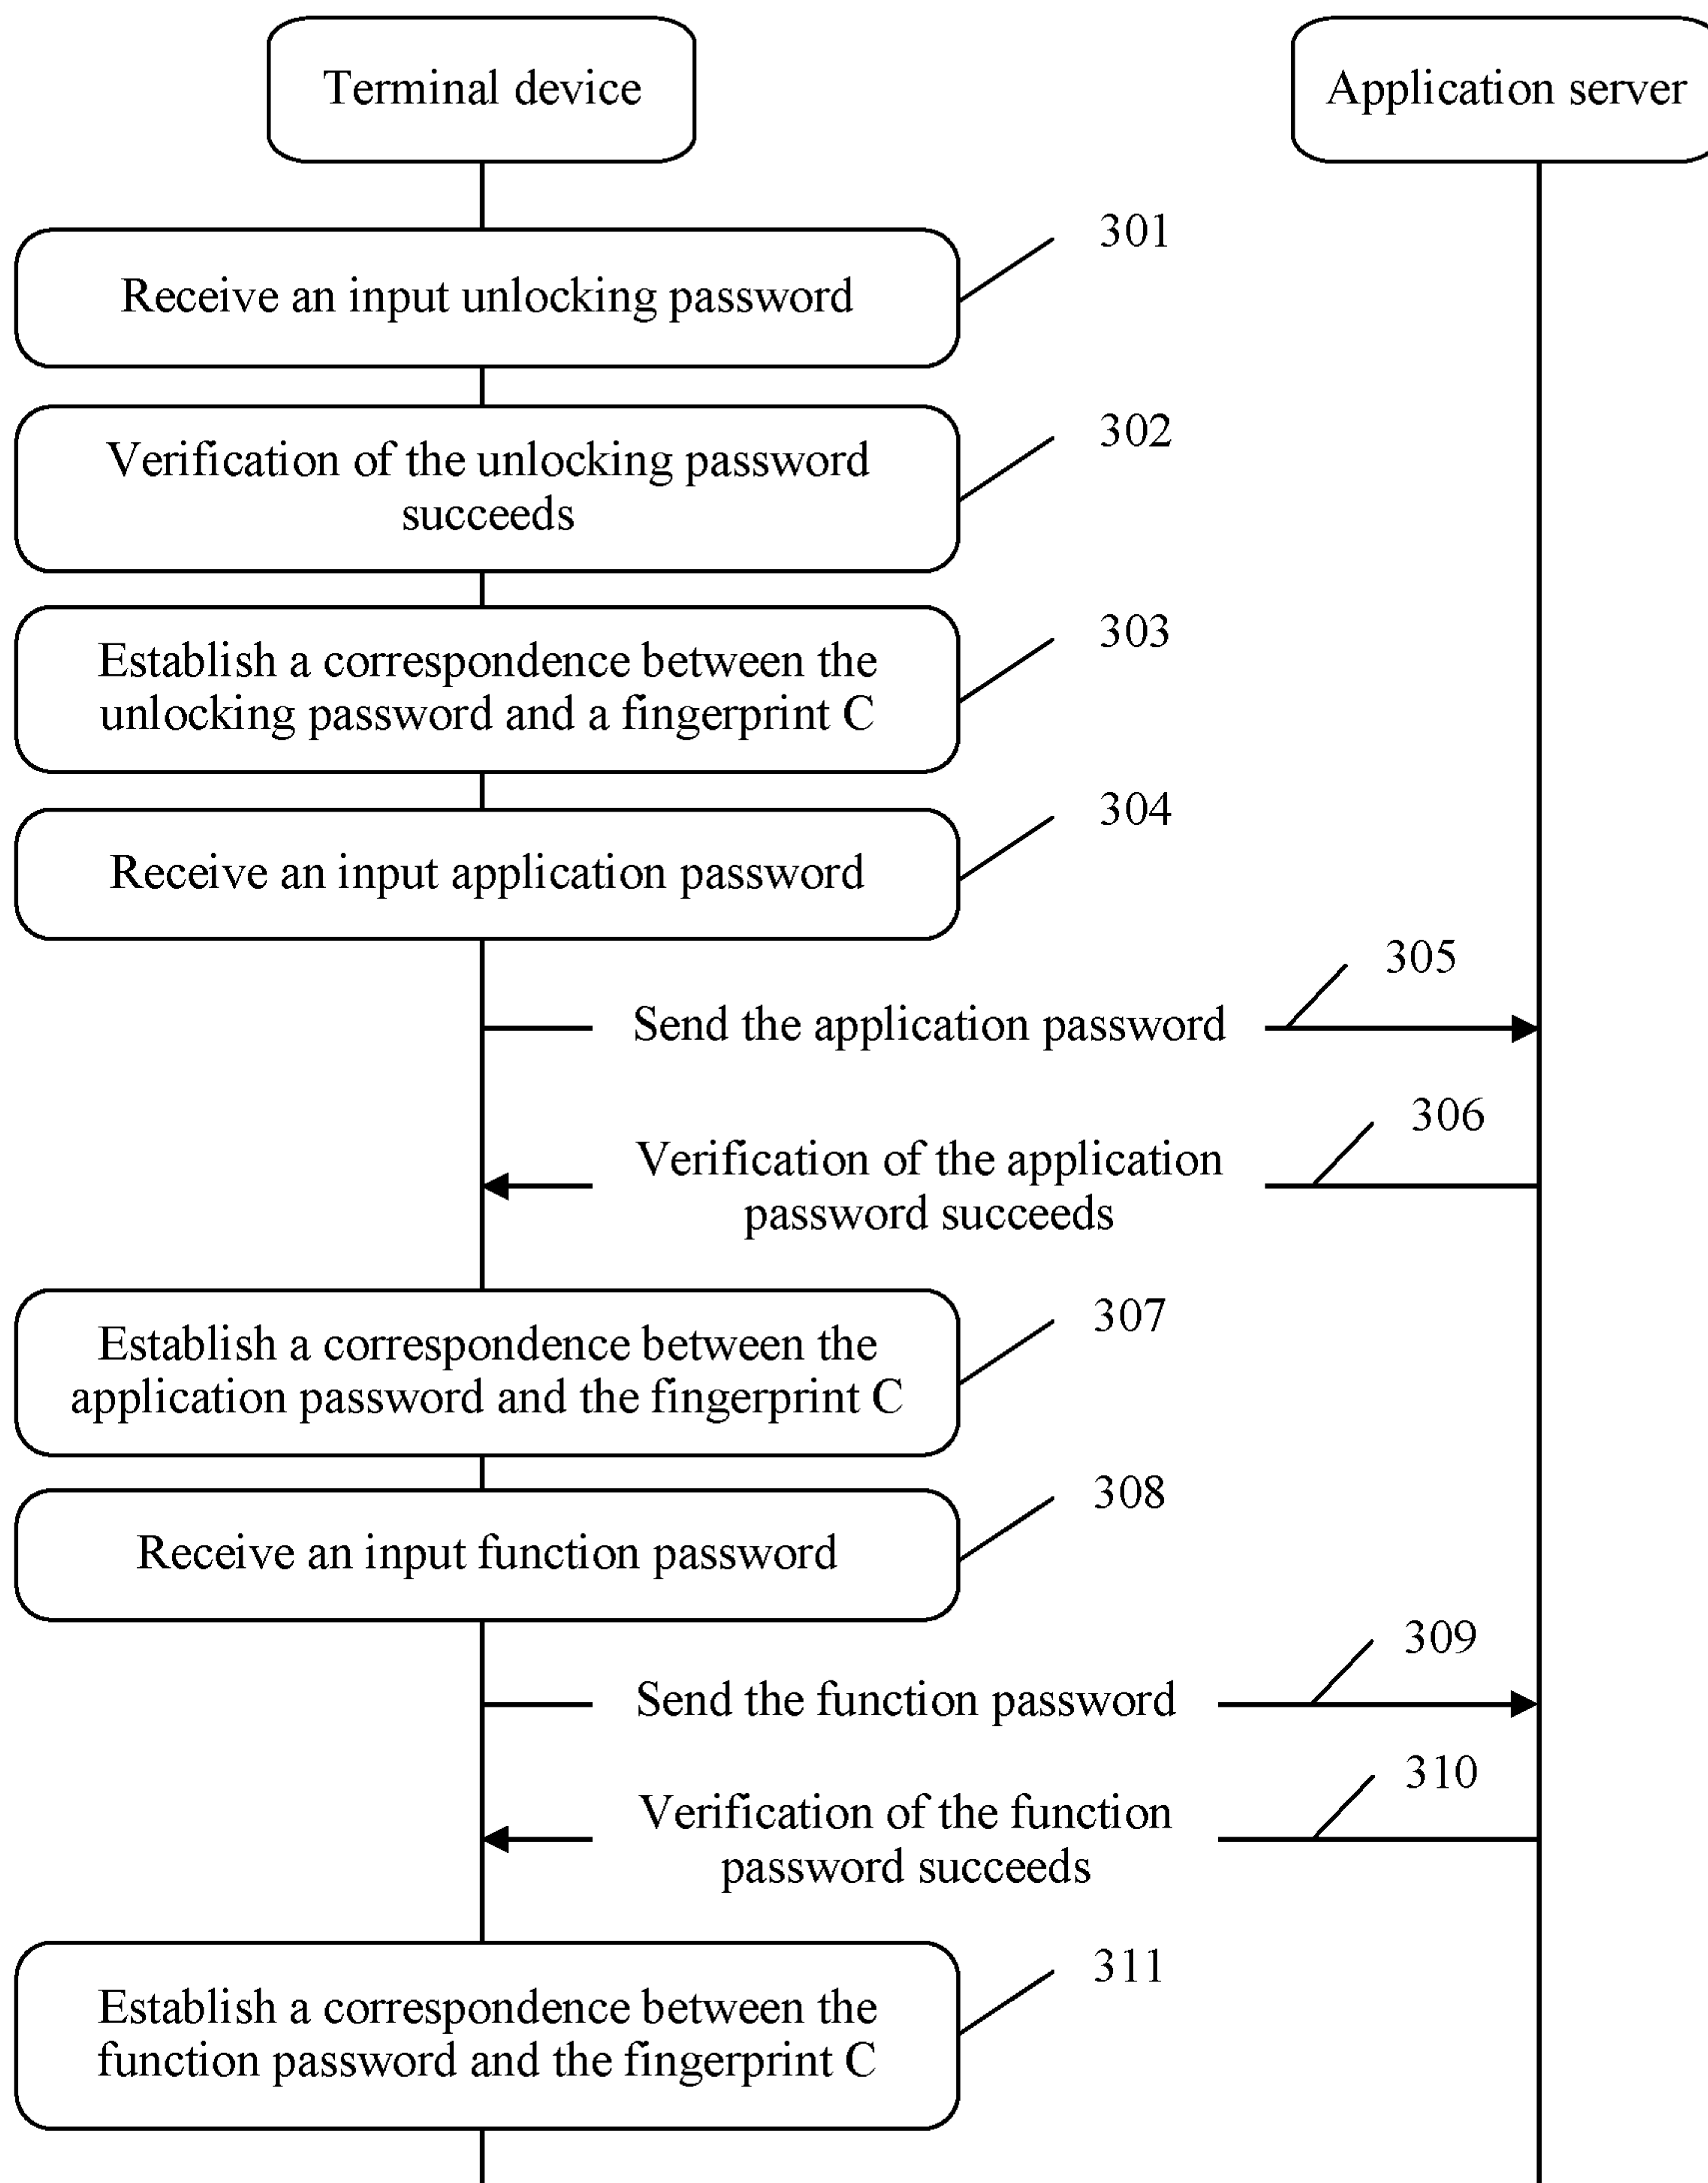 Terminal device
Application server
301
Receive an input unlocking password
302
Verification of the unlocking password
succeeds
303
Establish a correspondence between the
unlocking password and a fingerprint C
304
Receive an input application password
305
Send the application password
306
Verification of the application
password succeeds
307
Establish a correspondence between the
application password and the fingerprint C
308
Receive an input function password
309
Send the function password
310
Verification of the function
password succeeds
311
Establish a correspondence between the
function password and the fingerprint C